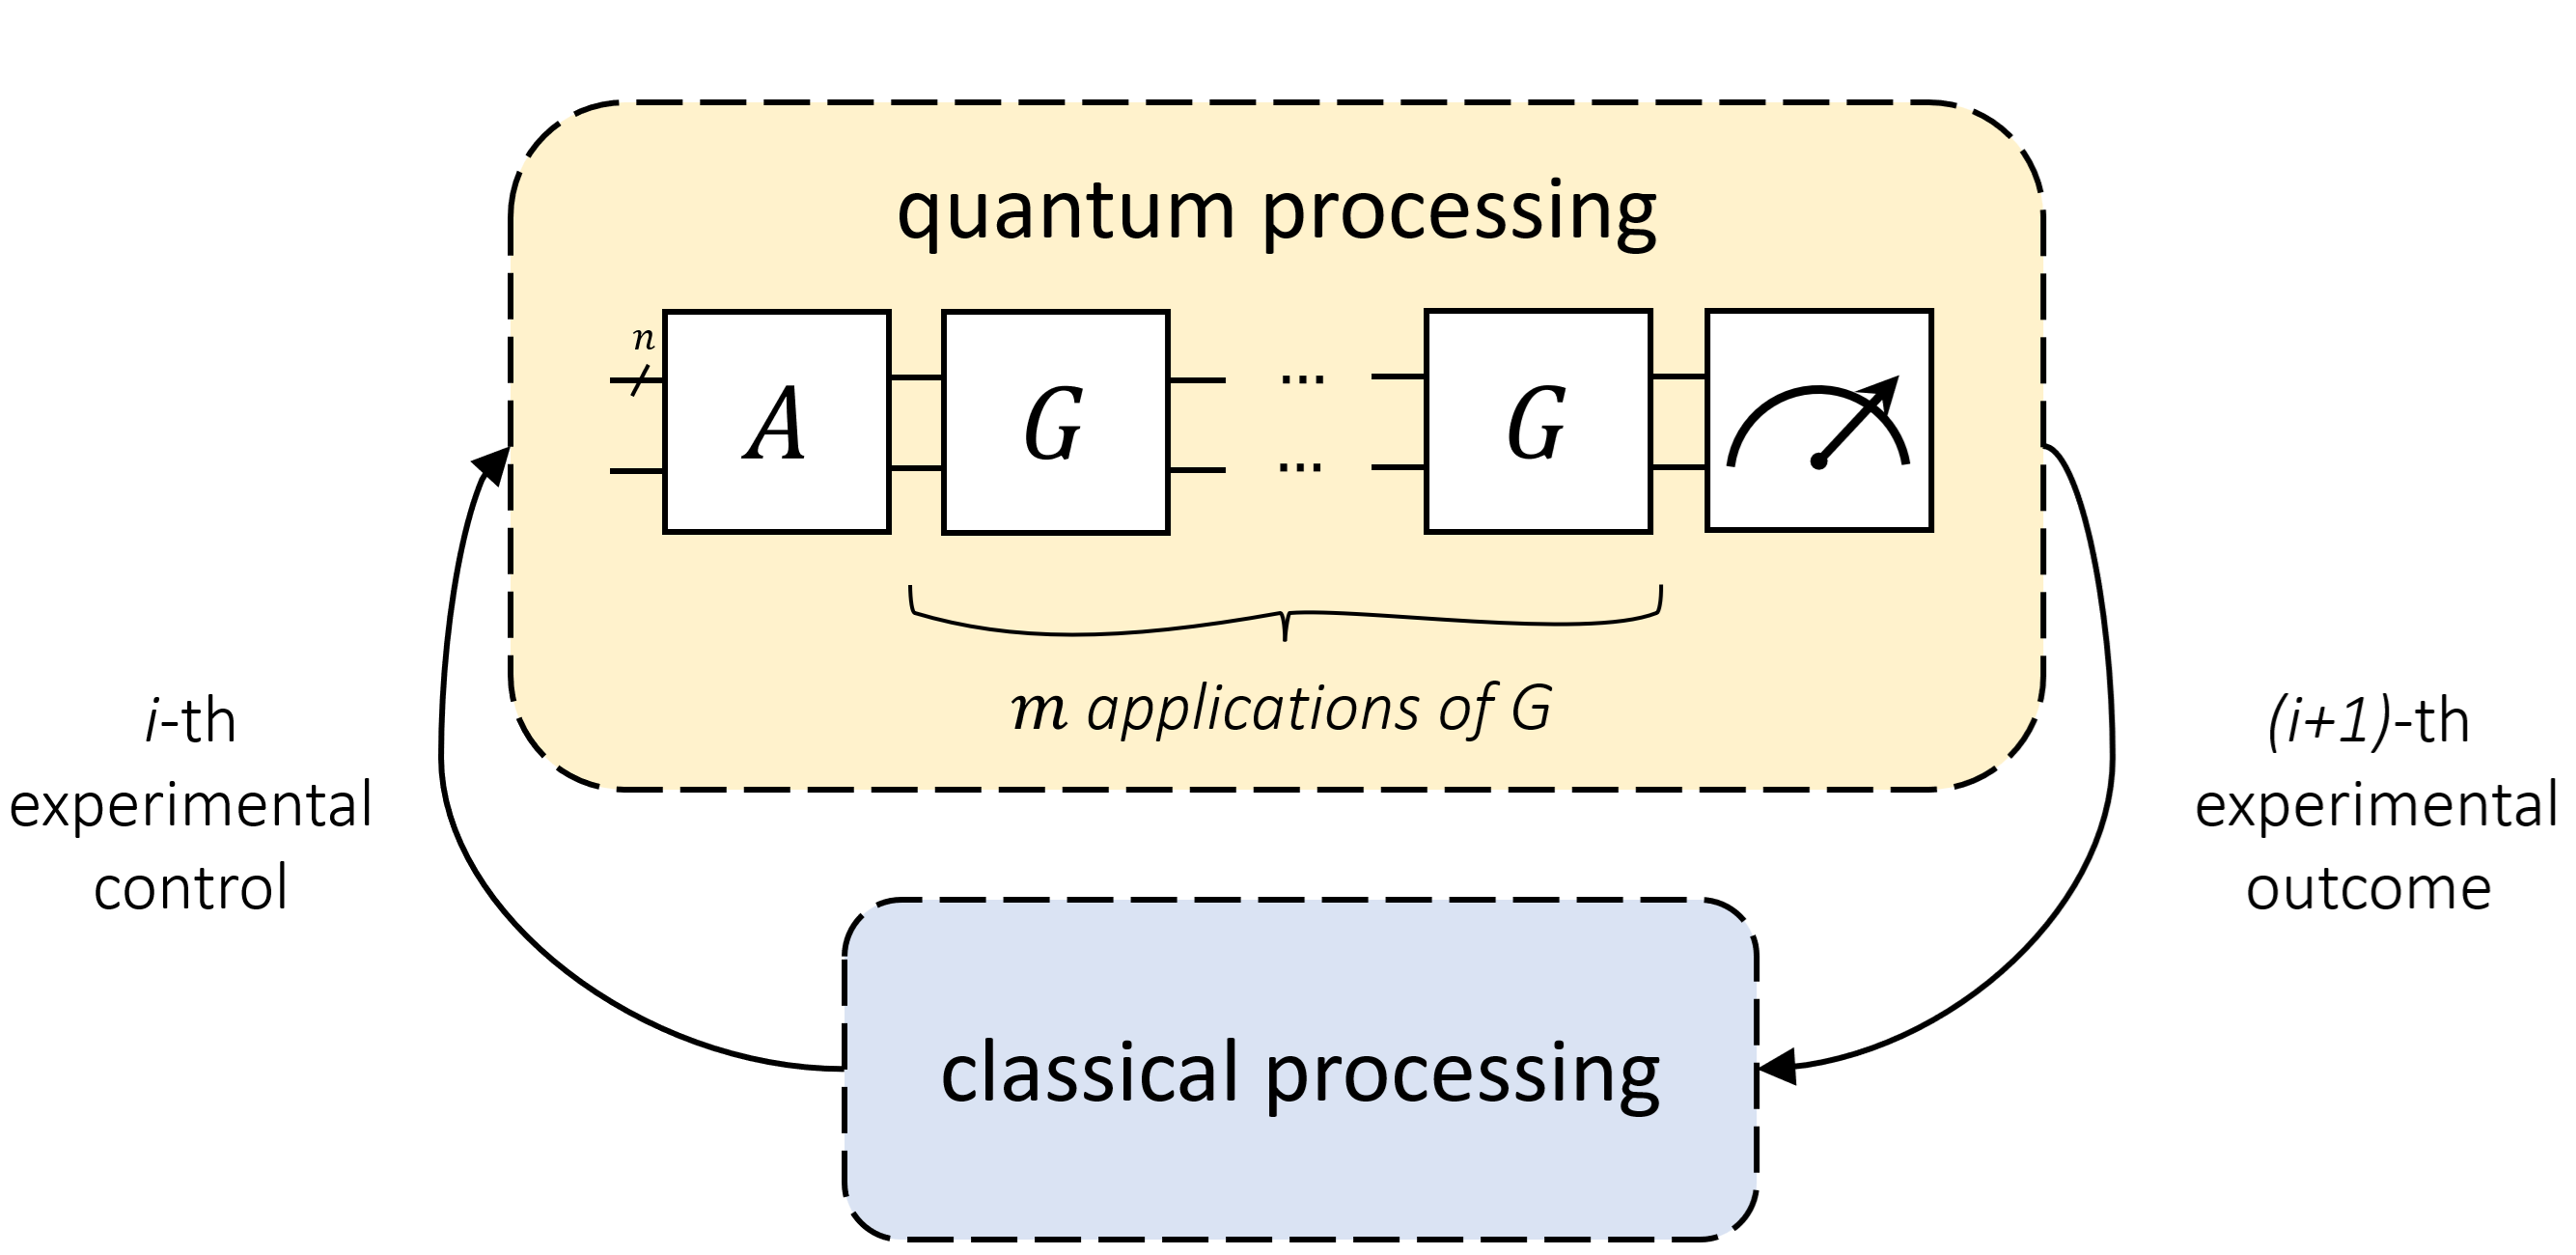 quantum processing
n
A
G
...
G
...
m applications of G
i-th
experimental
control
(i+1)-th
experimental
outcome
classical processing